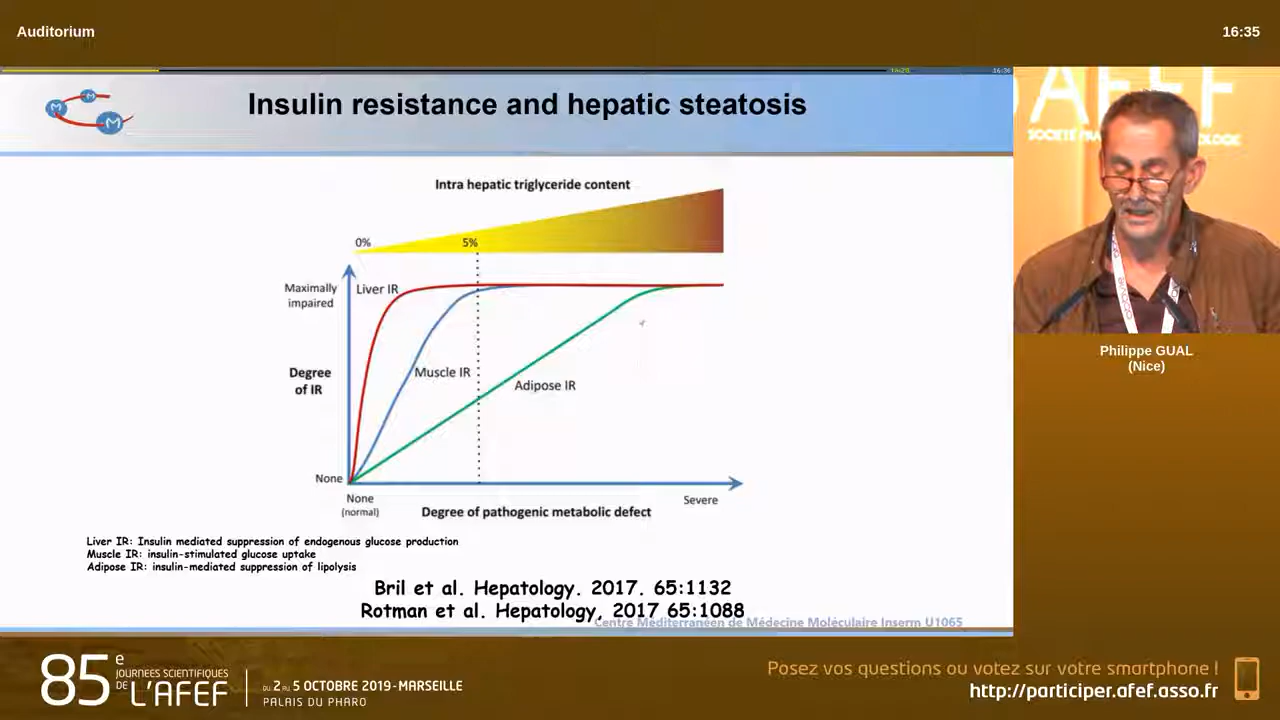 Auditorium
16:35
Insulin resistance and hepatic steatosis
Intra hepatic triglyceride content
0%
5%
Maximally
impaired
Liver IR
Degree
of IR
Muscle IR
Adipose IR
None
None
(normal)
Severe
Degree of pathogenic metabolic defect
Liver IR: Insulin mediated suppression of endogenous glucose production
Muscle IR: insulin-stimulated glucose uptake
Adipose IR: insulin-mediated suppression of lipolysis
Bril et al. Hepatology. 2017. 65:1132
Rotman et al. Hepatology, 2017 65:1088
Centre Méditerranéen de Médecine Moléculaire Inserm U1065
M
M
M
AFEF
Philippe GUAL
(Nice)
85e
JOURNÉES SCIENTIFIQUES
DE L'AFEF
DU 2 AU 5 OCTOBRE 2019 - MARSEILLE
PALAIS DU PHARO
Posez vos questions ou votez sur votre smartphone !
http://participer.afef.asso.fr